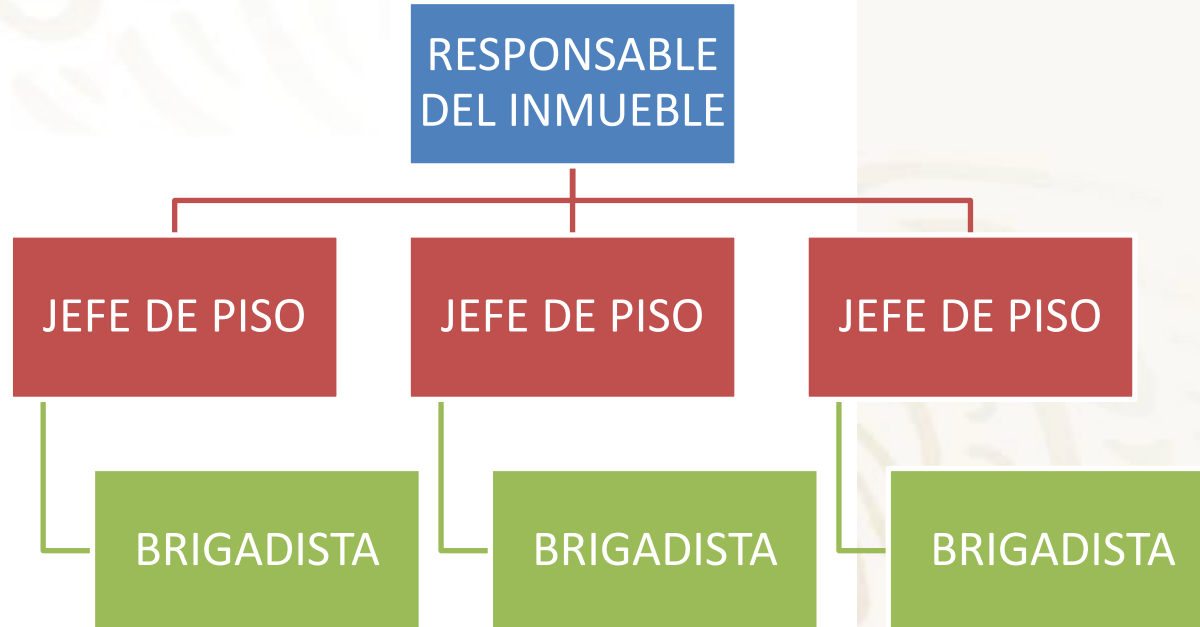 RESPONSABLE
DEL INMUEBLE
JEFE DE PISO
JEFE DE PISO
JEFE DE PISO
BRIGADISTA
BRIGADISTA
BRIGADISTA